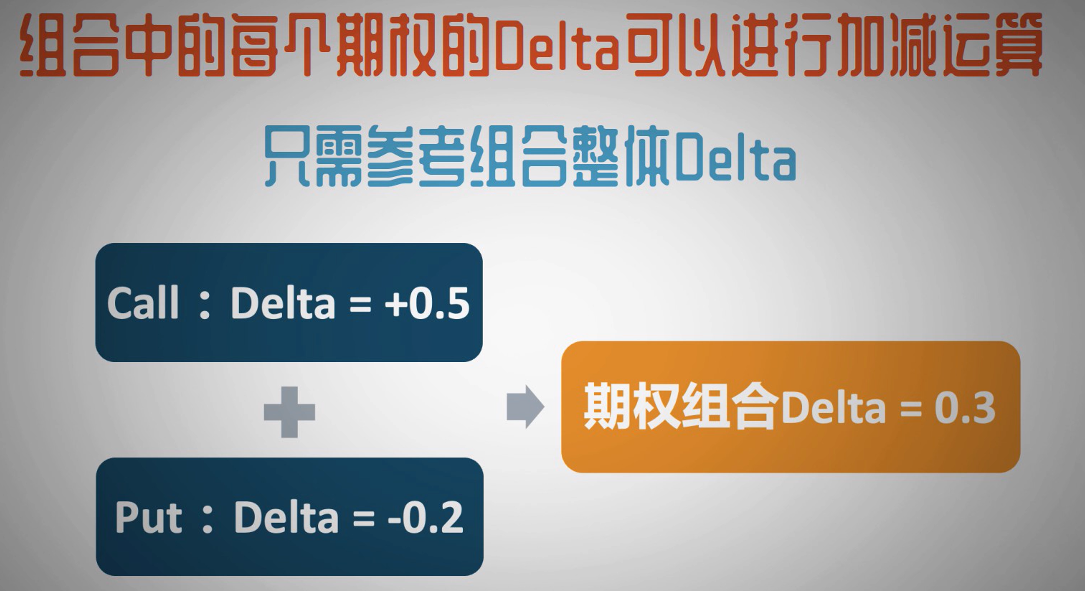 组合中的每个期权的Delta可以进行加减运算
只需参考组合整体Delta
Call：Delta = +0.5
期权组合Delta = 0.3
Put：Delta = -0.2